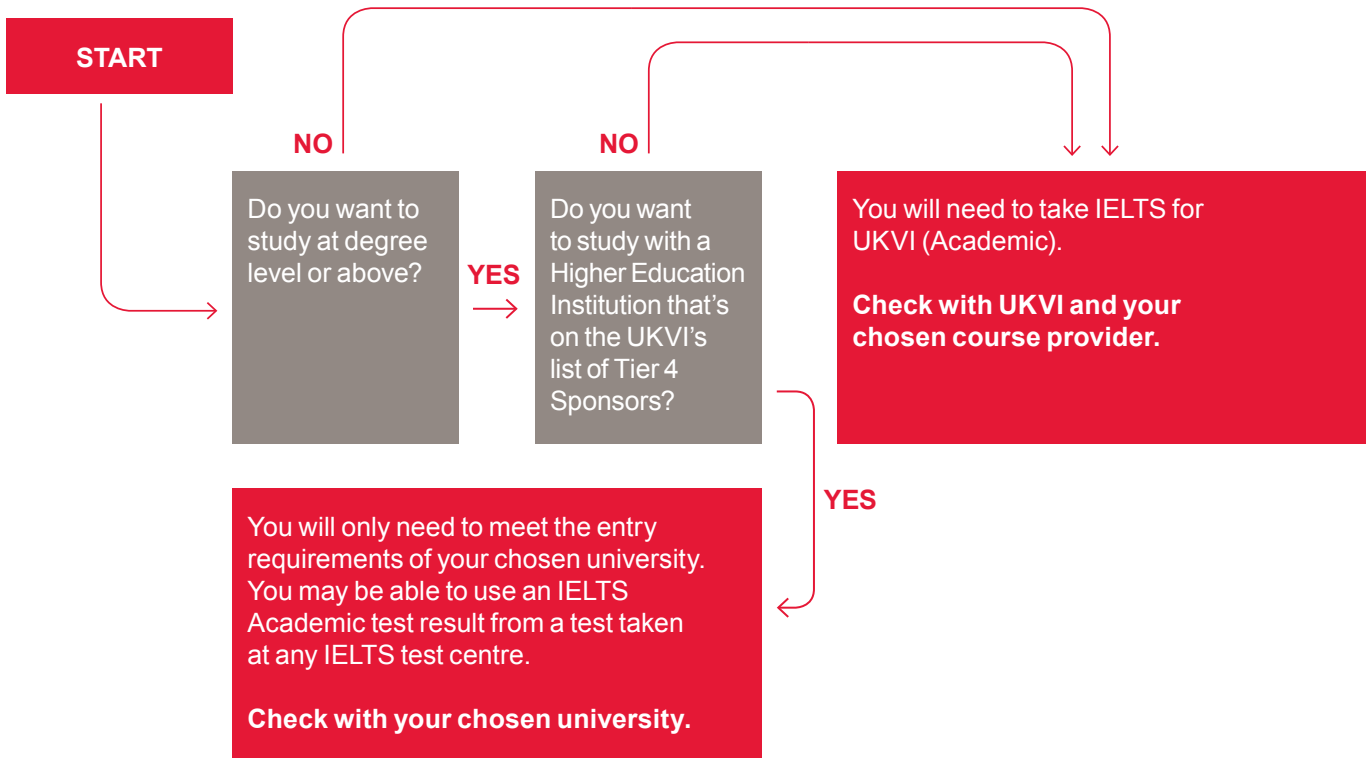 START
NO
Do you want to
study at degree
level or above?
YES
NO
Do you want
to study with a
Higher Education
Institution that's
on the UKVI's
list of Tier 4
Sponsors?
You will need to take IELTS for
UKVI (Academic).
Check with UKVI and your
chosen course provider.
YES
You will only need to meet the entry
requirements of your chosen university.
You may be able to use an IELTS
Academic test result from a test taken
at any IELTS test centre.
Check with your chosen university.